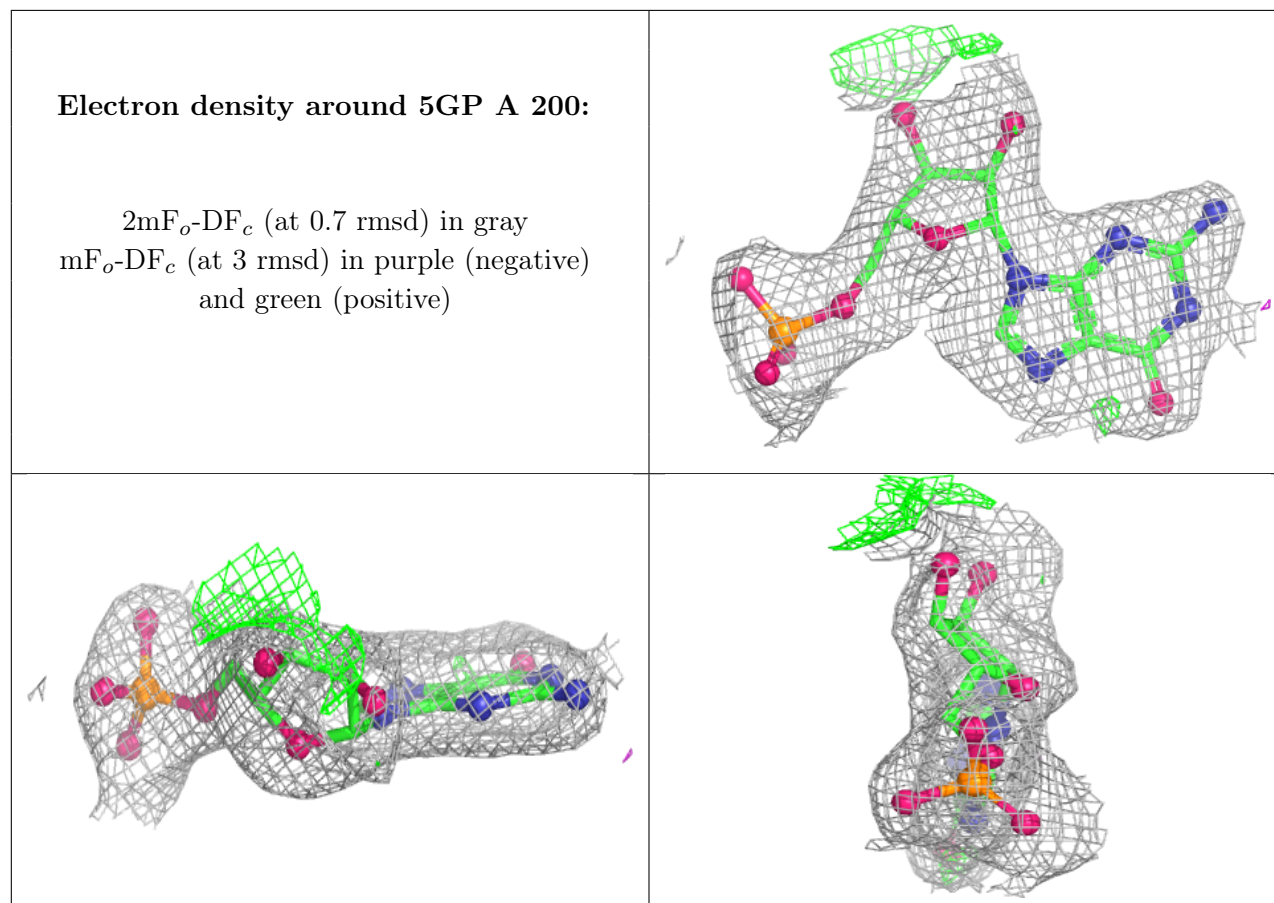 Electron density around 5GP A 200:
2mFo-DFc (at 0.7 rmsd) in gray
mFo-DFc (at 3 rmsd) in purple (negative)
and green (positive)